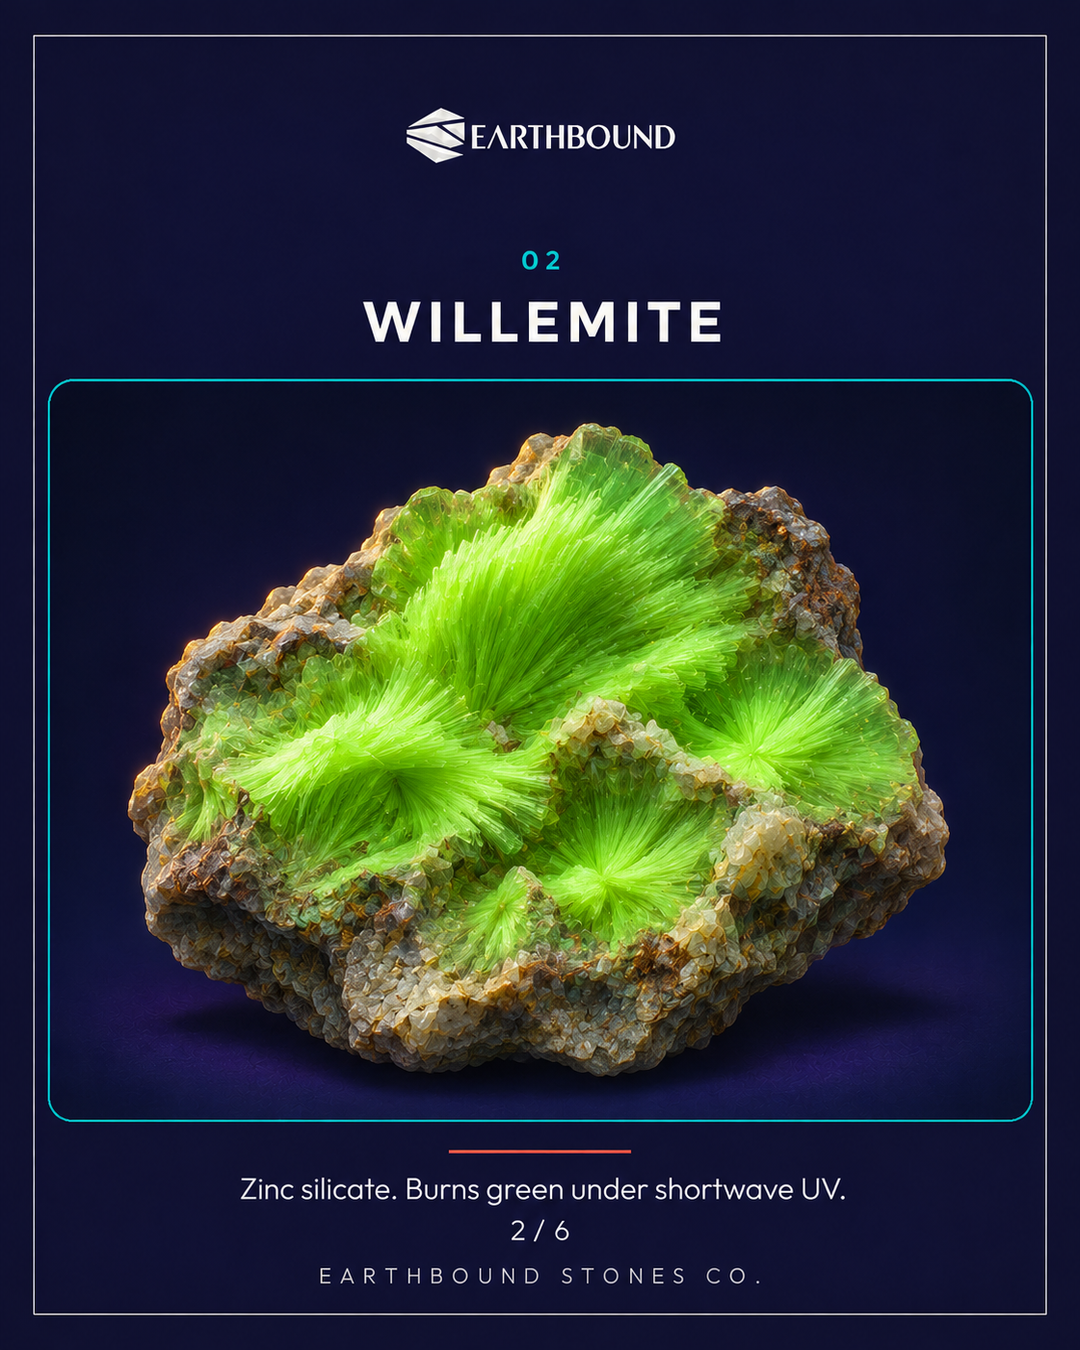 EARTHBOUND
02
WILLEMITE
Zinc silicate. Burns green under shortwave UV.
2 / 6
EARTHBOUND STONES CO.